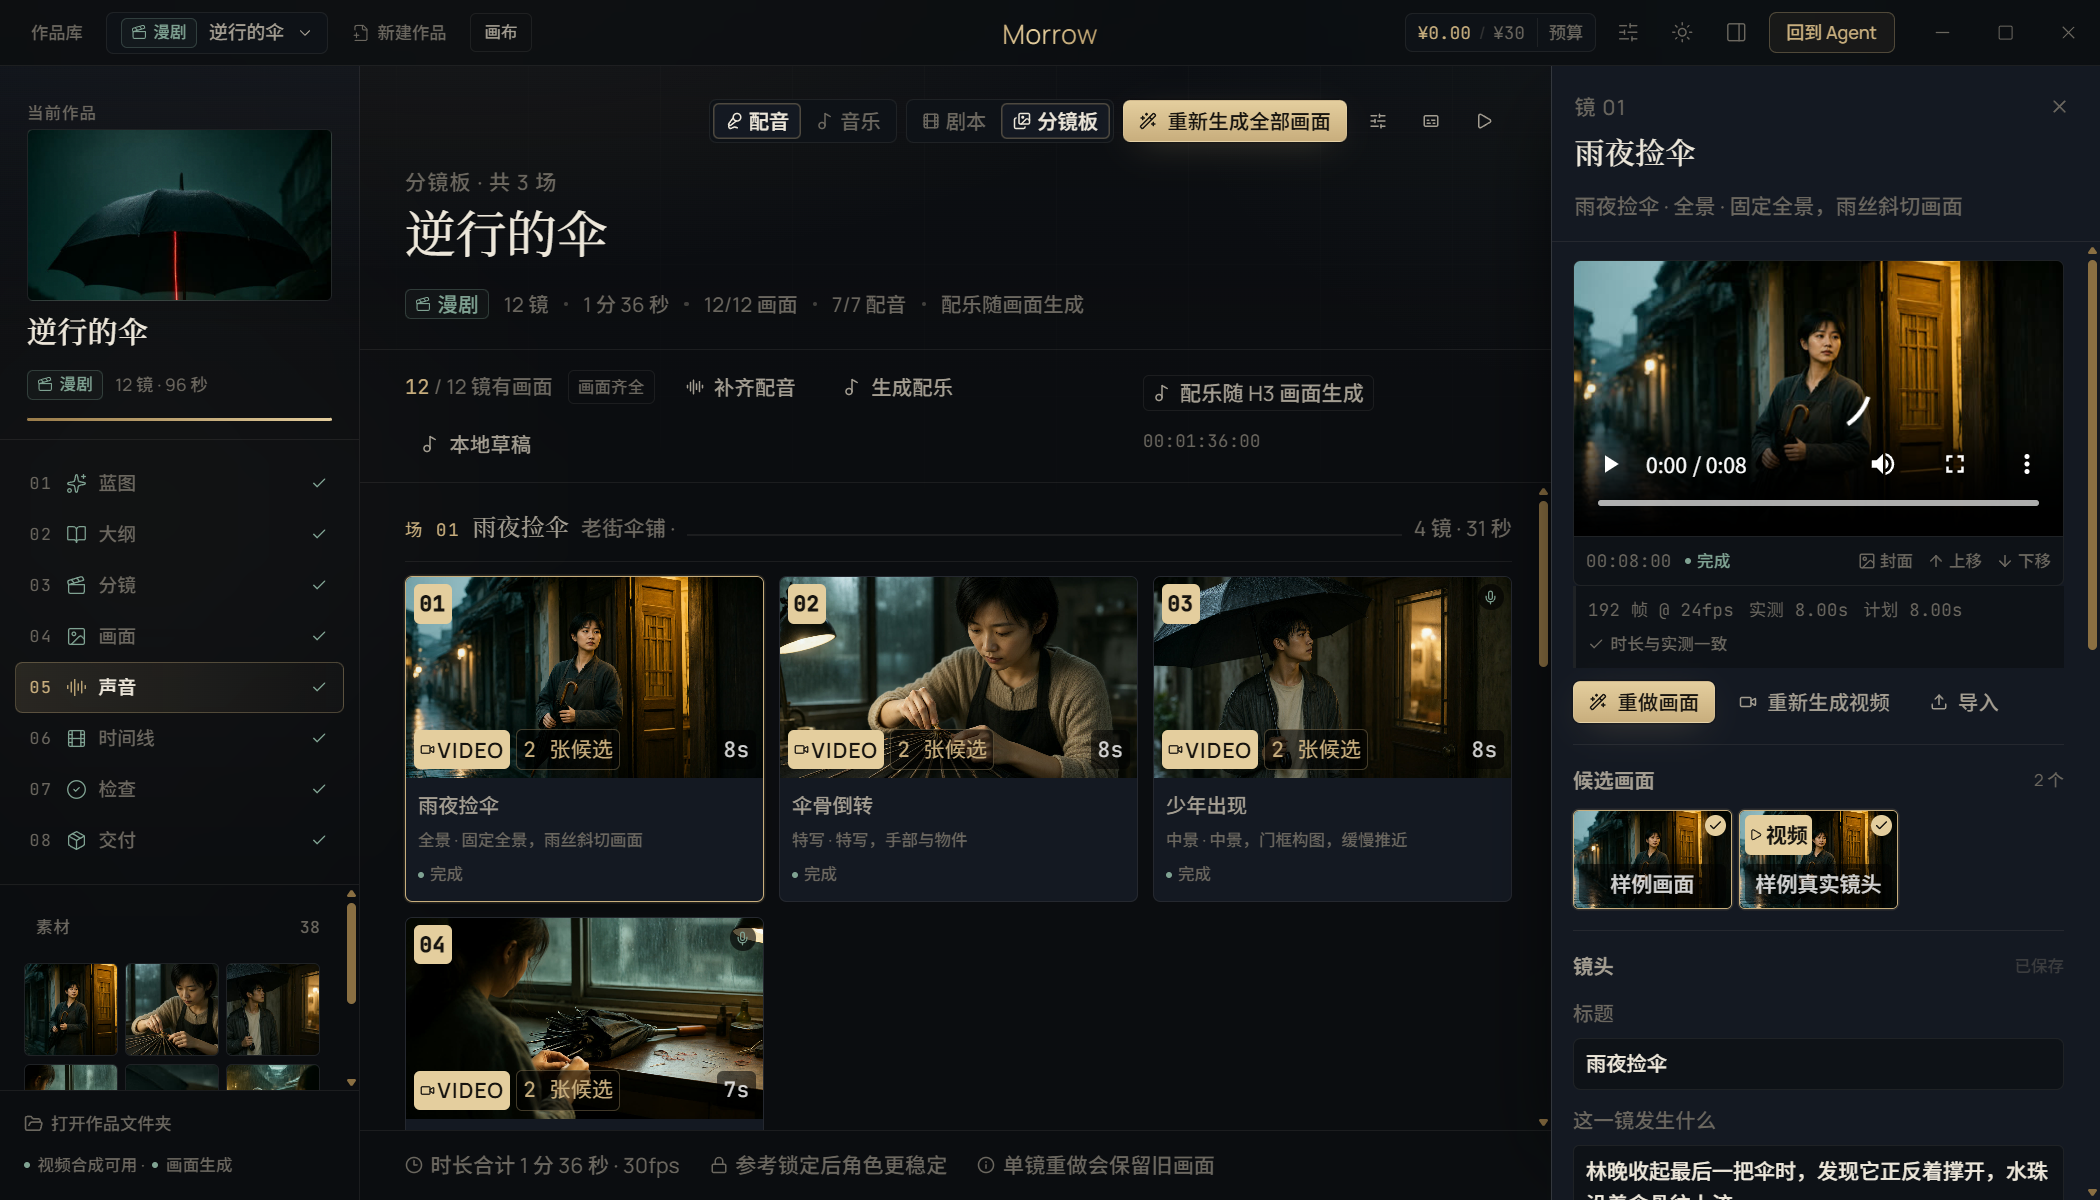 作品库
漫剧 逆行的伞
新建作品
画布
Morrow
¥0.00 / ¥30 预算
回到 Agent
当前作品
逆行的伞
漫剧 12 镜 · 96 秒
01 蓝图
02 大纲
03 分镜
04 画面
05 声音
06 时间线
07 检查
08 交付
素材 38
打开作品文件夹
视频合成可用 · 画面生成
配音 音乐 剧本 分镜板 重新生成全部画面
分镜板 · 共 3 场
逆行的伞
漫剧 12 镜 · 1 分 36 秒 · 12/12 画面 · 7/7 配音 · 配乐随画面生成
12 / 12 镜有画面 画面齐全 补齐配音 生成配乐 配乐随 H3 画面生成
本地草稿 00:01:36:00
场 01 雨夜捡伞 老街伞铺 · 4 镜 · 31 秒
01
VIDEO 2 张候选 8s
雨夜捡伞
全景 · 固定全景，雨丝斜切画面
完成
02
VIDEO 2 张候选 8s
伞骨倒转
特写 · 特写，手部与物件
完成
03
VIDEO 2 张候选 8s
少年出现
中景 · 中景，门框构图，缓慢推近
完成
04
VIDEO 2 张候选 7s
时长合计 1 分 36 秒 · 30fps 参考锁定后角色更稳定 单镜重做会保留旧画面
镜 01
雨夜捡伞
雨夜捡伞 · 全景 · 固定全景，雨丝斜切画面
0:00 / 0:08
00:08:00 完成 封面 上移 下移
192 帧 @ 24fps 实测 8.00s 计划 8.00s
时长与实测一致
重做画面 重新生成视频 导入
候选画面 2 个
样例画面
视频
样例真实镜头
镜头 已保存
标题
雨夜捡伞
这一镜发生什么
林晚收起最后一把伞时，发现它正反着撑开，水珠